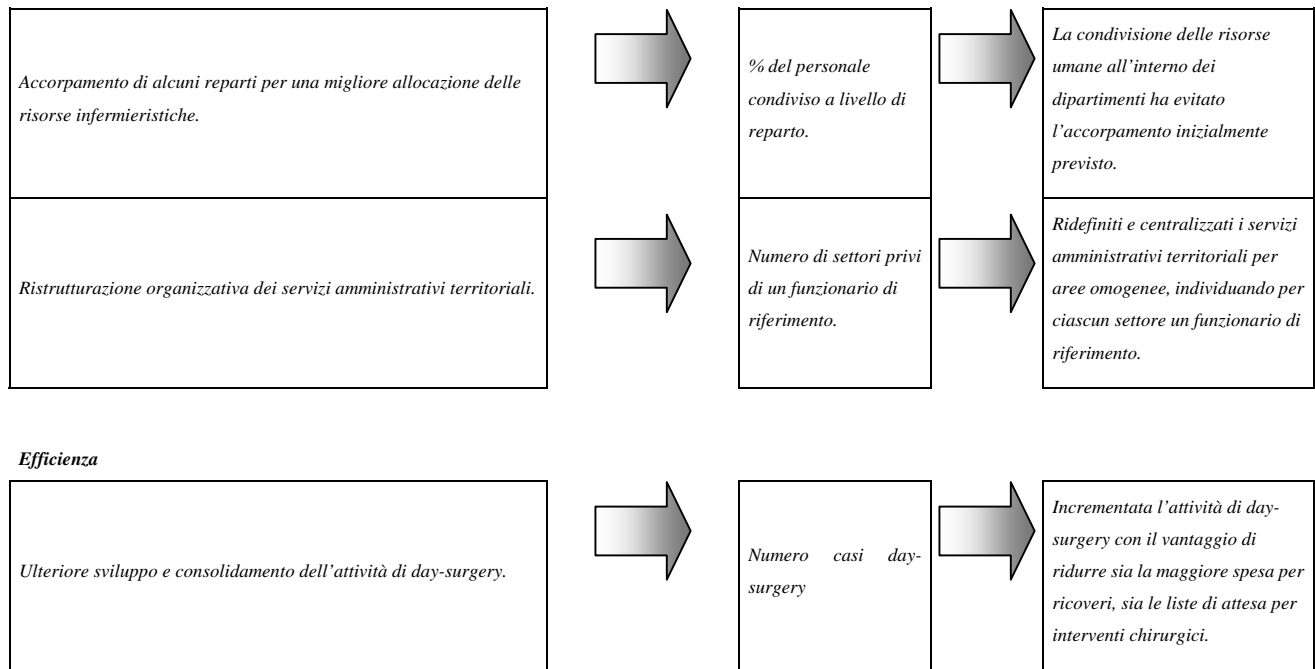 Accorpamento di alcuni reparti per una migliore allocazione delle
risorse infermieristiche.
% del personale
condiviso a livello di
reparto.
La condivisione delle risorse
umane all’interno dei
dipartimenti ha evitato
l’accorpamento inizialmente
previsto.
Ristrutturazione organizzativa dei servizi amministrativi territoriali.
Numero di settori privi
di un funzionario di
riferimento.
Ridefiniti e centralizzati i servizi
amministrativi territoriali per
aree omogenee, individuando per
ciascun settore un funzionario di
riferimento.
Efficienza
Ulteriore sviluppo e consolidamento dell’attività di day-surgery.
Numero casi day-
surgery
Incrementata l’attività di day-
surgery con il vantaggio di
ridurre sia la maggiore spesa per
ricoveri, sia le liste di attesa per
interventi chirurgici.